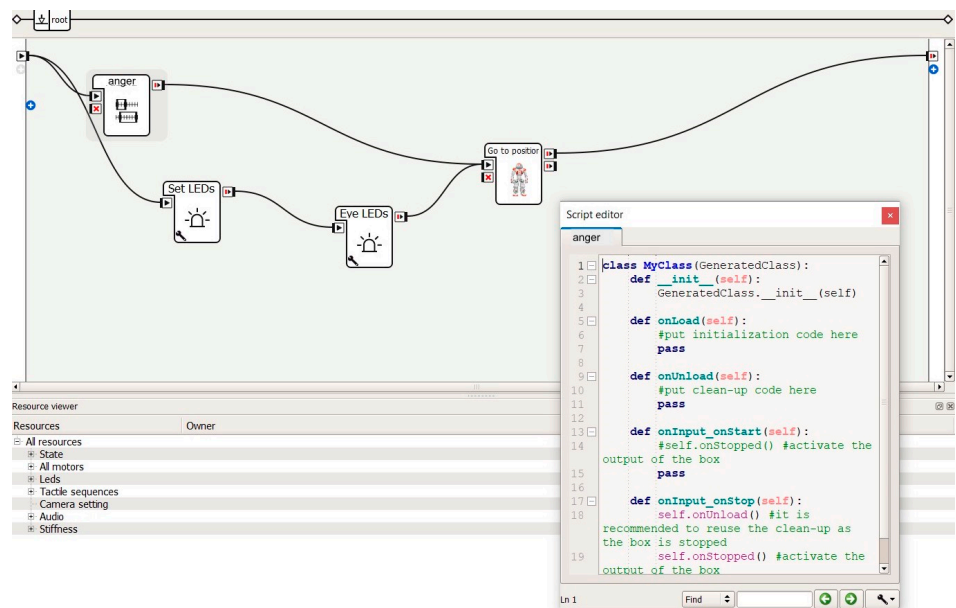 root
anger
Set LEDs
Eye LEDs
Go to position
Script editor
anger
1 class MyClass(GeneratedClass):
2 def __init__(self):
3 GeneratedClass.__init__(self)
4
5 def onLoad(self):
6 #put initialization code here
7 pass
8
9 def onUnload(self):
10 #put clean-up code here
11 pass
12
13 def onInput_onStart(self):
14 #self.onStopped() #activate the
output of the box
15 pass
16
17 def onInput_onStop(self):
18 self.onUnload() #it is
recommended to reuse the clean-up as
the box is stopped
19 self.onStopped() #activate the
output of the box
Ln 1
Find
Resource viewer
Resources Owner
All resources
State
All motors
Leds
Tactile sequences
Camera setting
Audio
Stiffness